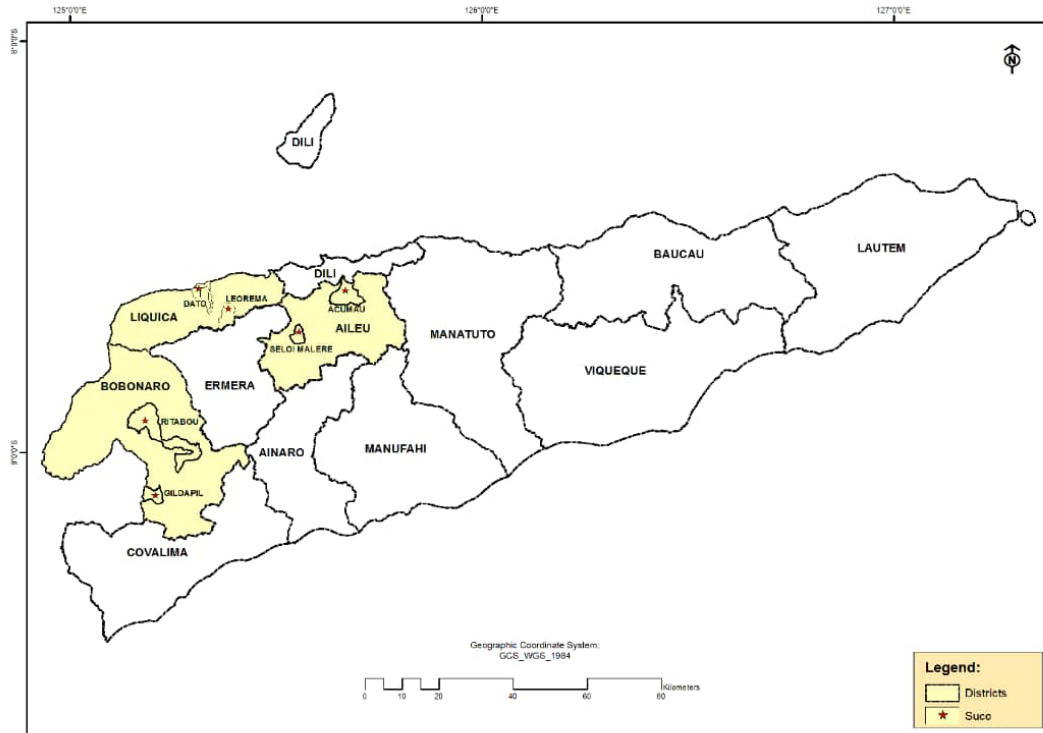 125°0'0"E
126°0'0"E
127°0'0"E
8°0'0"S
N
DILI
BAUCAU
LAUTEM
DILI
DATO
LEOREMA
ACUMAU
LIQUICA
AILEU
MANATUTO
SELOI MALERE
VIQUEQUE
BOBONARO
ERMERA
RITABOU
9°0'0"S
AINARO
MANUFAHI
GILDAPIL
COVALIMA
Geographic Coordinate System:
GCS_WGS_1984
Kilometers
0 10 20 40 60 80
Legend:
Districts
Suco